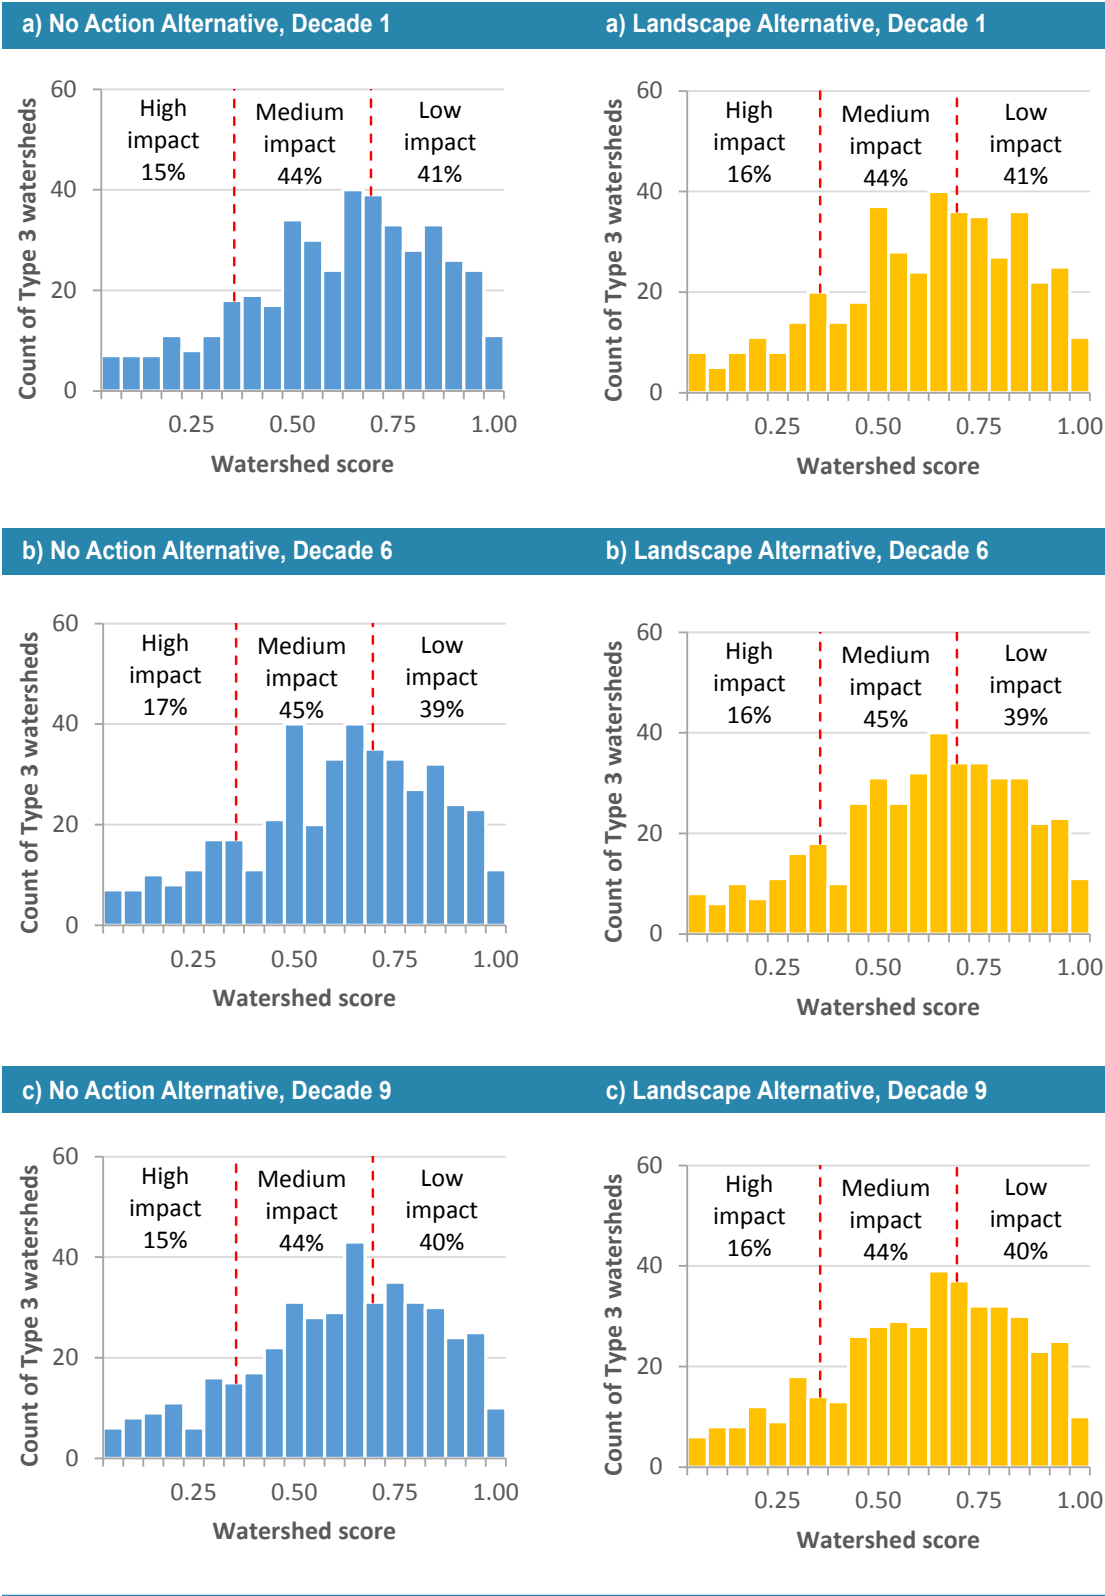 a) No Action Alternative, Decade 1
a) Landscape Alternative, Decade 1
Count of Type 3 watersheds
60
40
20
0
High
impact
15%
Medium
impact
44%
Low
impact
41%
0.25 0.50 0.75 1.00
Watershed score
Count of Type 3 watersheds
60
40
20
0
High
impact
16%
Medium
impact
44%
Low
impact
41%
0.25 0.50 0.75 1.00
Watershed score
b) No Action Alternative, Decade 6
b) Landscape Alternative, Decade 6
Count of Type 3 watersheds
60
40
20
0
High
impact
17%
Medium
impact
45%
Low
impact
39%
0.25 0.50 0.75 1.00
Watershed score
Count of Type 3 watersheds
60
40
20
0
High
impact
16%
Medium
impact
45%
Low
impact
39%
0.25 0.50 0.75 1.00
Watershed score
c) No Action Alternative, Decade 9
c) Landscape Alternative, Decade 9
Count of Type 3 watersheds
60
40
20
0
High
impact
15%
Medium
impact
44%
Low
impact
40%
0.25 0.50 0.75 1.00
Watershed score
Count of Type 3 watersheds
60
40
20
0
High
impact
16%
Medium
impact
44%
Low
impact
40%
0.25 0.50 0.75 1.00
Watershed score